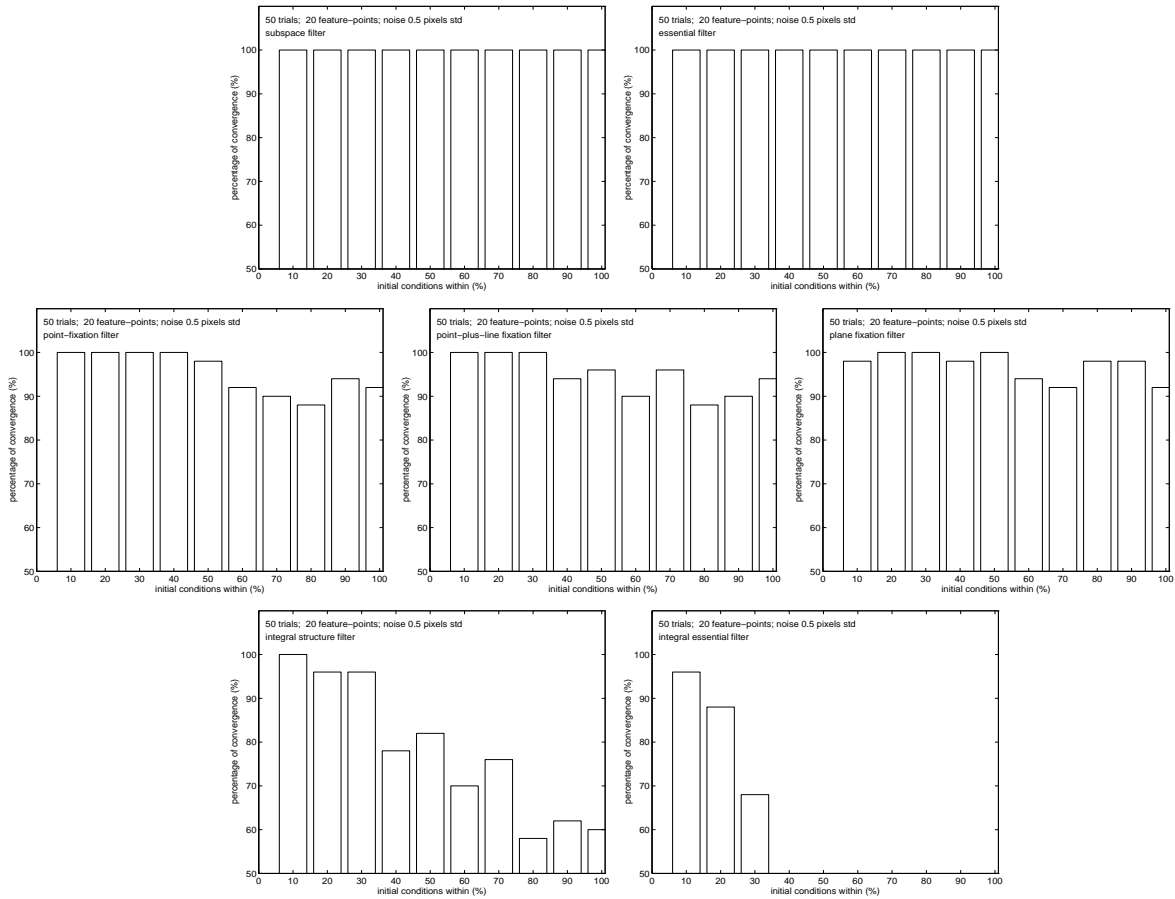 50 trials;  20 feature−points; noise 0.5 pixels std
subspace filter
percentage of convergence (%)
100
90
80
70
60
50
0 10 20 30 40 50 60 70 80 90 100
initial conditions within (%)
50 trials;  20 feature−points; noise 0.5 pixels std
essential filter
percentage of convergence (%)
100
90
80
70
60
50
0 10 20 30 40 50 60 70 80 90 100
initial conditions within (%)
50 trials;  20 feature−points; noise 0.5 pixels std
point−fixation filter
percentage of convergence (%)
100
90
80
70
60
50
0 10 20 30 40 50 60 70 80 90 100
initial conditions within (%)
50 trials;  20 feature−points; noise 0.5 pixels std
point−plus−line fixation filter
percentage of convergence (%)
100
90
80
70
60
50
0 10 20 30 40 50 60 70 80 90 100
initial conditions within (%)
50 trials;  20 feature−points; noise 0.5 pixels std
plane fixation filter
percentage of convergence (%)
100
90
80
70
60
50
0 10 20 30 40 50 60 70 80 90 100
initial conditions within (%)
50 trials;  20 feature−points; noise 0.5 pixels std
integral structure filter
percentage of convergence (%)
100
90
80
70
60
50
0 10 20 30 40 50 60 70 80 90 100
initial conditions within (%)
50 trials;  20 feature−points; noise 0.5 pixels std
integral essential filter
percentage of convergence (%)
100
90
80
70
60
50
0 10 20 30 40 50 60 70 80 90 100
initial conditions within (%)